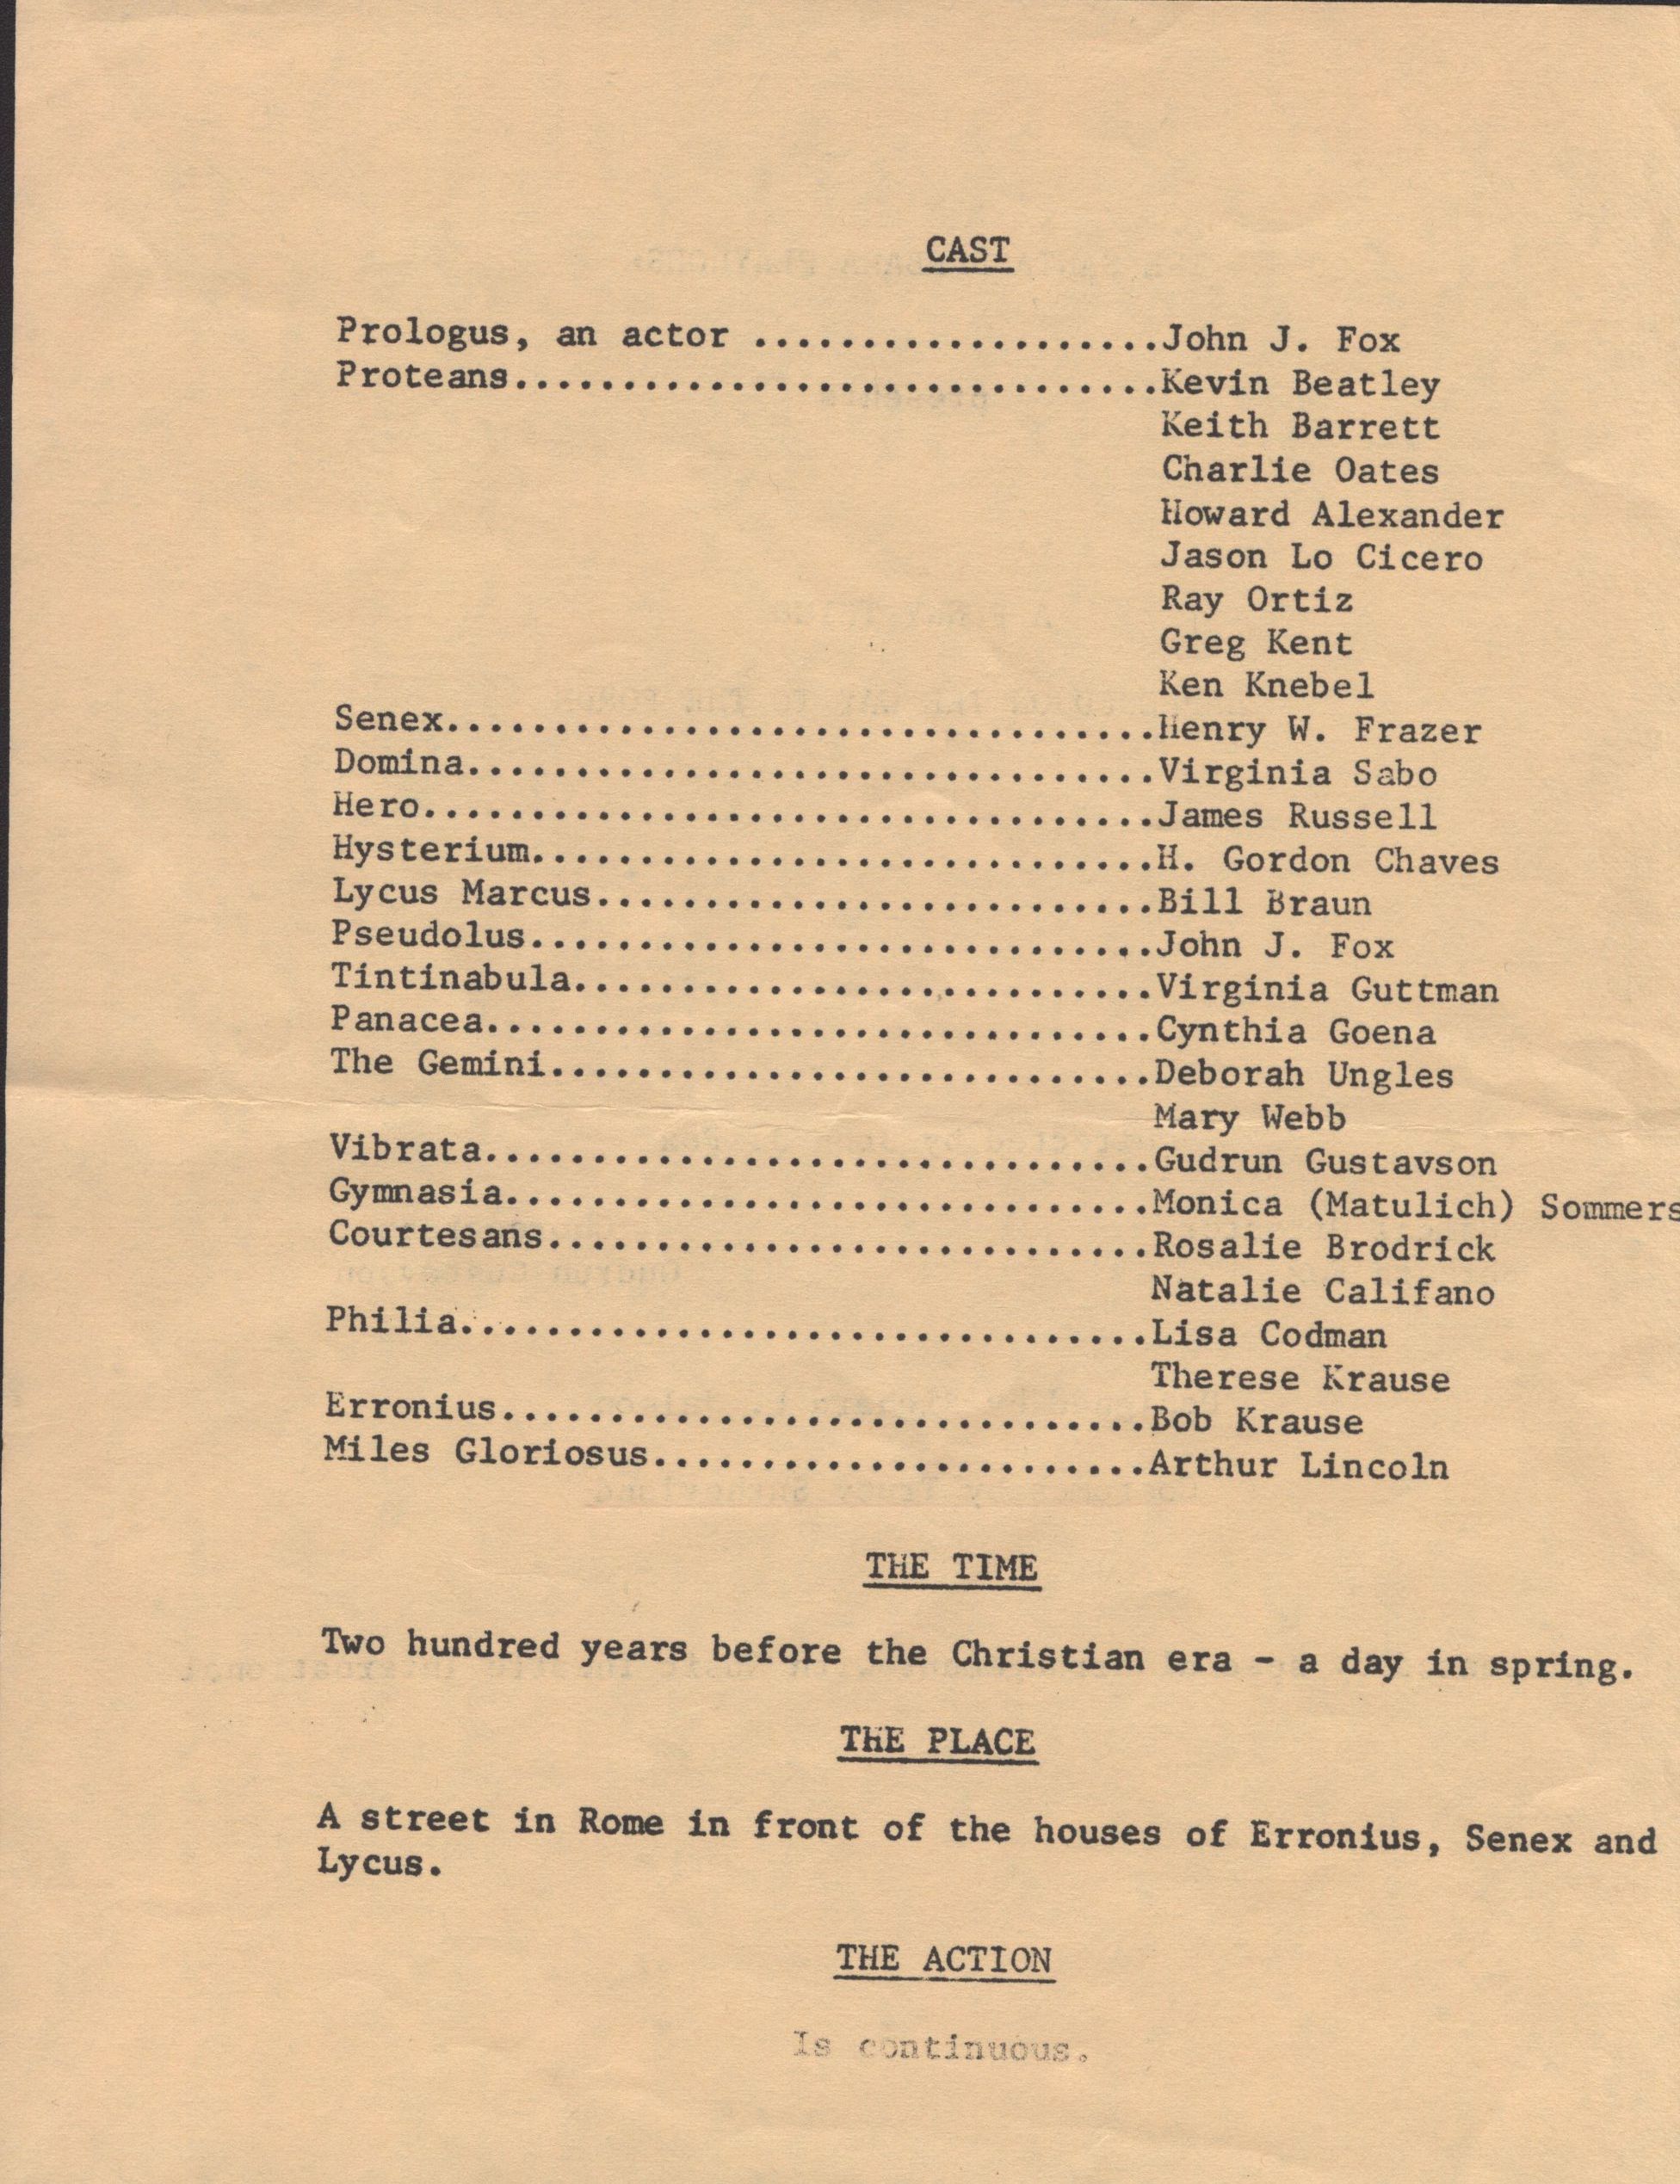 CAST
Prologus, an actor ...................John J. Fox
Proteans..............................Kevin Beatley
Keith Barrett
Charlie Oates
Howard Alexander
Jason Lo Cicero
Ray Ortiz
Greg Kent
Ken Knebel
Senex.................................Henry W. Frazer
Domina................................Virginia Sabo
Hero..................................James Russell
Hysterium.............................H. Gordon Chaves
Lycus Marcus..........................Bill Braun
Pseudolus.............................John J. Fox
Tintinabula...........................Virginia Guttman
Panacea...............................Cynthia Goena
The Gemini............................Deborah Ungles
Mary Webb
Vibrata...............................Gudrun Gustavson
Gymnasia..............................Monica (Matulich) Sommers
Courtesans............................Rosalie Brodrick
Natalie Califano
Philia................................Lisa Codman
Therese Krause
Erronius..............................Bob Krause
Miles Gloriosus.......................Arthur Lincoln
THE TIME
Two hundred years before the Christian era - a day in spring.
THE PLACE
A street in Rome in front of the houses of Erronius, Senex and
Lycus.
THE ACTION
Is continuous.